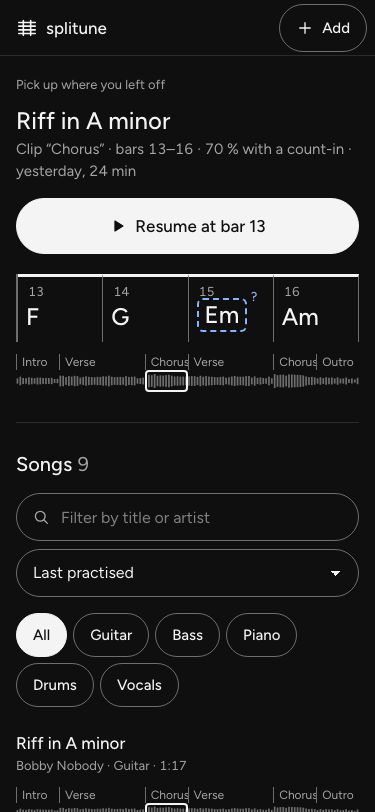 splitune
Add
Pick up where you left off
Riff in A minor
Clip “Chorus” · bars 13–16 · 70 % with a count-in ·
yesterday, 24 min
Resume at bar 13
13 14 15 ? 16
F G Em Am
Intro Verse Chorus Verse Chorus Outro
Songs 9
Filter by title or artist
Last practised
All Guitar Bass Piano
Drums Vocals
Riff in A minor
Bobby Nobody · Guitar · 1:17
Intro Verse Chorus Verse Chorus Outro